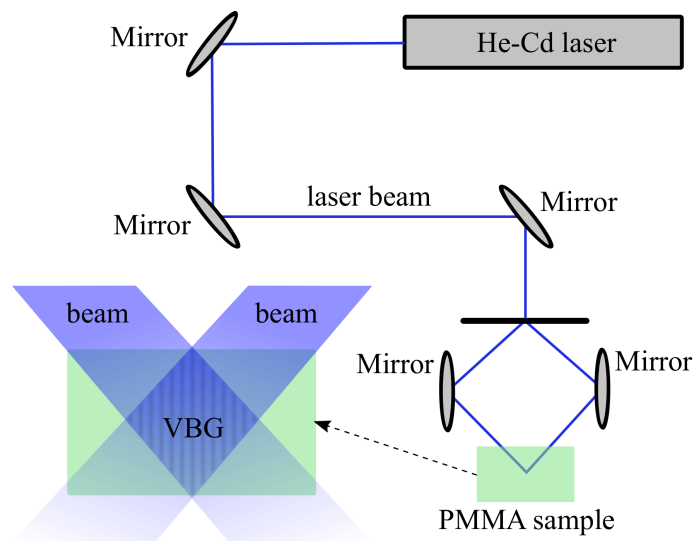 Mirror
He-Cd laser
Mirror
laser beam
Mirror
beam
beam
Mirror
Mirror
VBG
PMMA sample